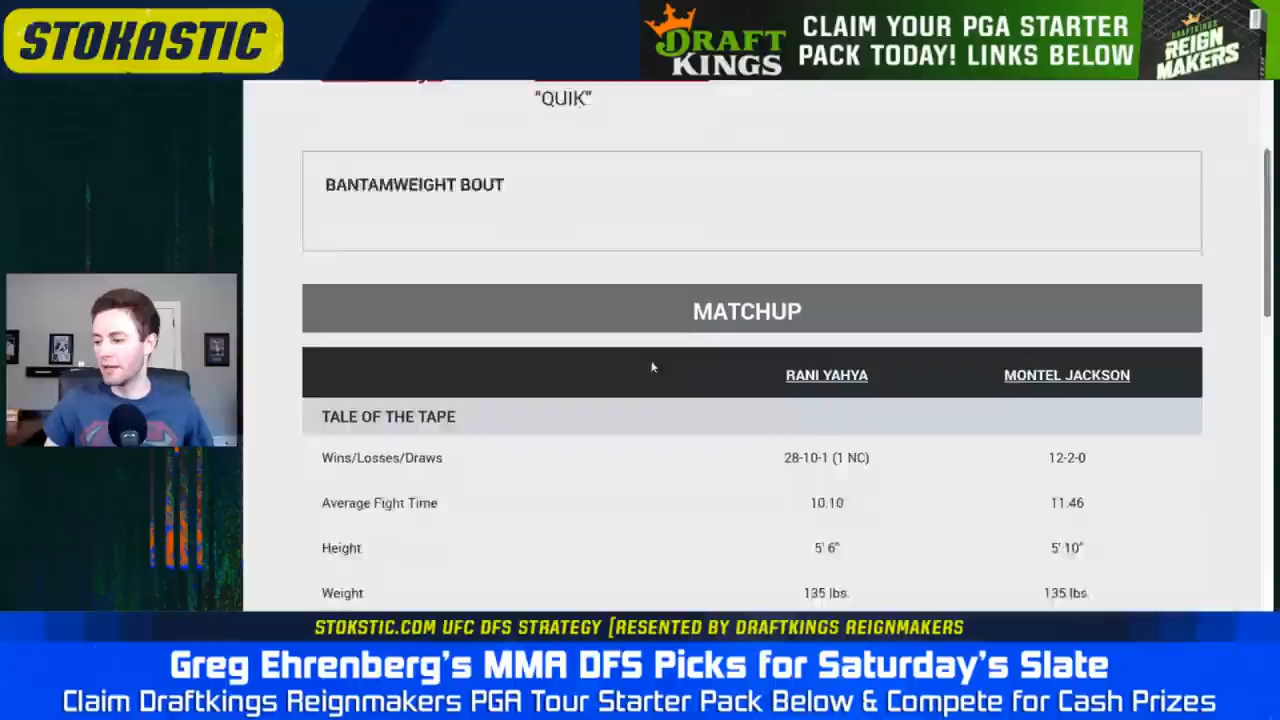 STOKASTIC
DRAFT
KINGS
CLAIM YOUR PGA STARTER
PACK TODAY! LINKS BELOW
DRAFTKINGS
REIGN
MAKERS
"QUIK"
BANTAMWEIGHT BOUT
MATCHUP
RANI YAHYA MONTEL JACKSON
TALE OF THE TAPE
Wins/Losses/Draws 28-10-1 (1 NC) 12-2-0
Average Fight Time 10.10 11.46
Height 5' 6" 5' 10"
Weight 135 lbs. 135 lbs.
STOKSTIC.COM UFC DFS STRATEGY [RESENTED BY DRAFTKINGS REIGNMAKERS
Greg Ehrenberg's MMA DFS Picks for Saturday's Slate
Claim Draftkings Reignmakers PGA Tour Starter Pack Below & Compete for Cash Prizes